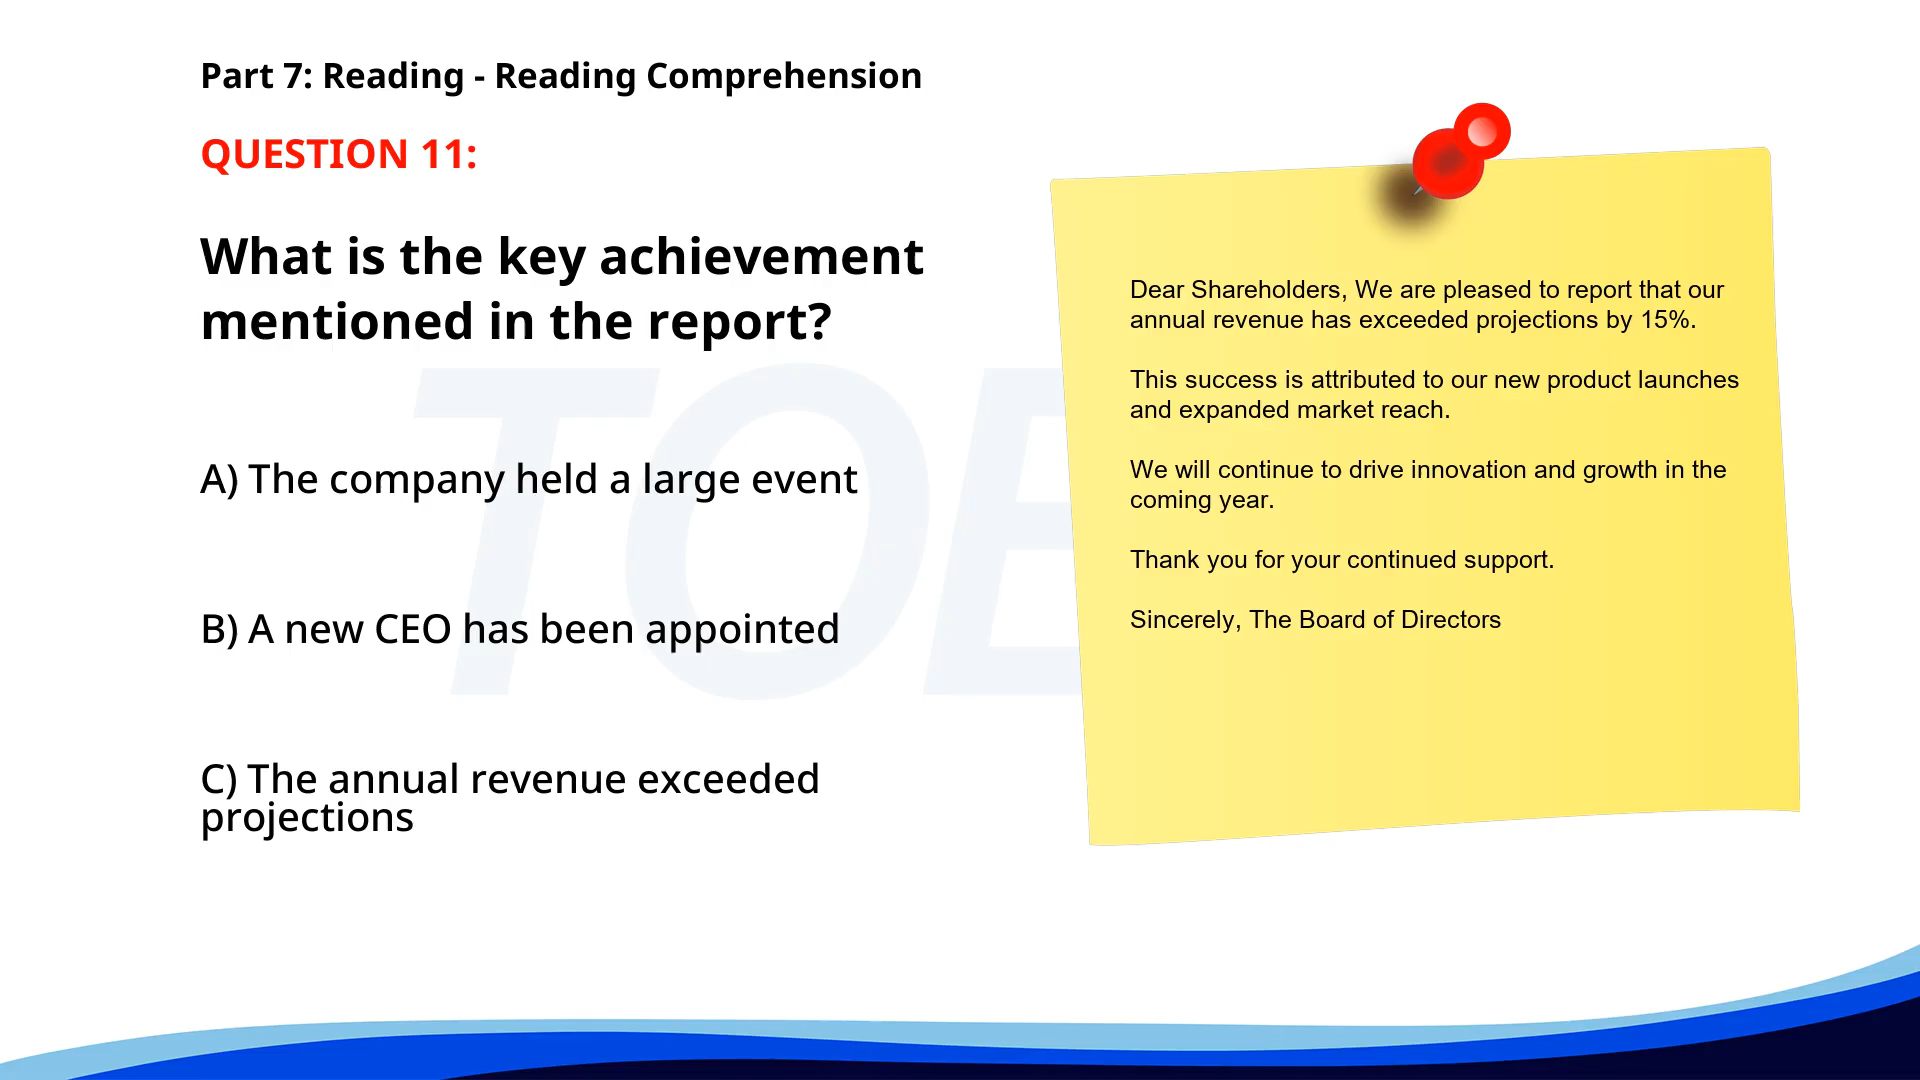 Part 7: Reading - Reading Comprehension
QUESTION 11:
What is the key achievement
mentioned in the report?
A) The company held a large event
B) A new CEO has been appointed
C) The annual revenue exceeded
projections
Dear Shareholders, We are pleased to report that our
annual revenue has exceeded projections by 15%.
This success is attributed to our new product launches
and expanded market reach.
We will continue to drive innovation and growth in the
coming year.
Thank you for your continued support.
Sincerely, The Board of Directors